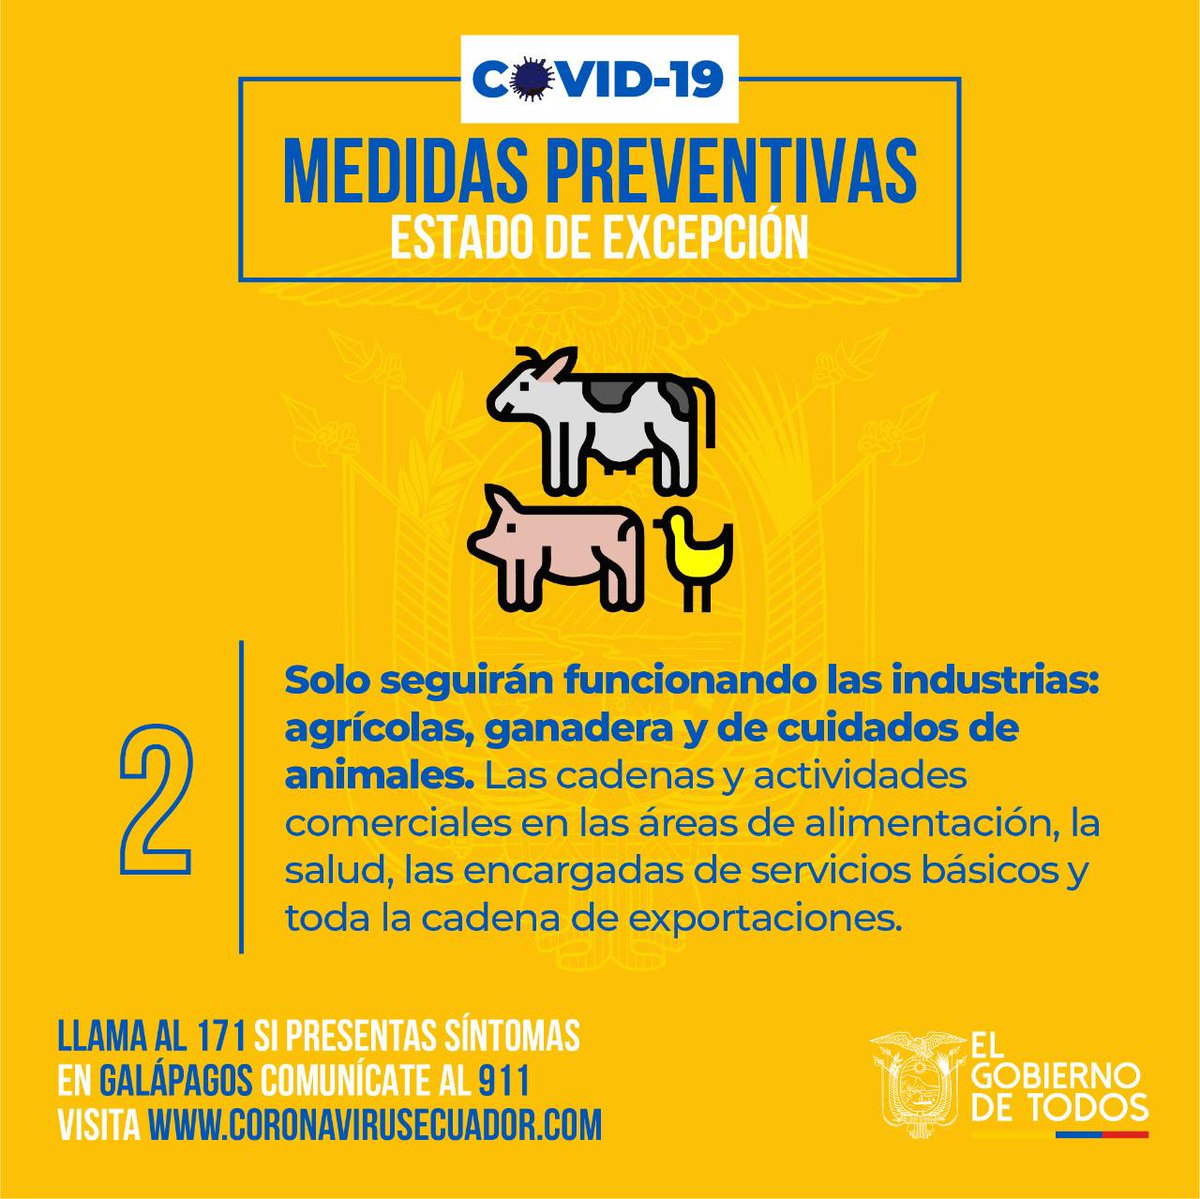 COVID-19
MEDIDAS PREVENTIVAS
ESTADO DE EXCEPCIÓN
2
Solo seguirán funcionando las industrias:
agrícolas, ganadera y de cuidados de
animales. Las cadenas y actividades
comerciales en las áreas de alimentación, la
salud, las encargadas de servicios básicos y
toda la cadena de exportaciones.
LLAMA AL 171 SI PRESENTAS SÍNTOMAS
EN GALÁPAGOS COMUNÍCATE AL 911
VISITA WWW.CORONAVIRUSECUADOR.COM
EL
GOBIERNO
DE TODOS